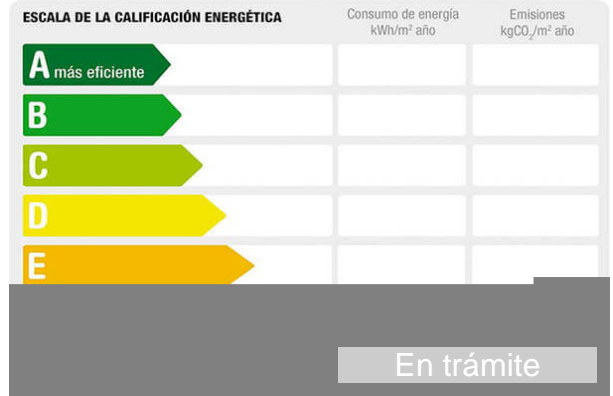 ESCALA DE LA CALIFICACIÓN ENERGÉTICA
Consumo de energía
kWh/m² año
Emisiones
kgCO₂/m² año
A más eficiente
B
C
D
E
En trámite